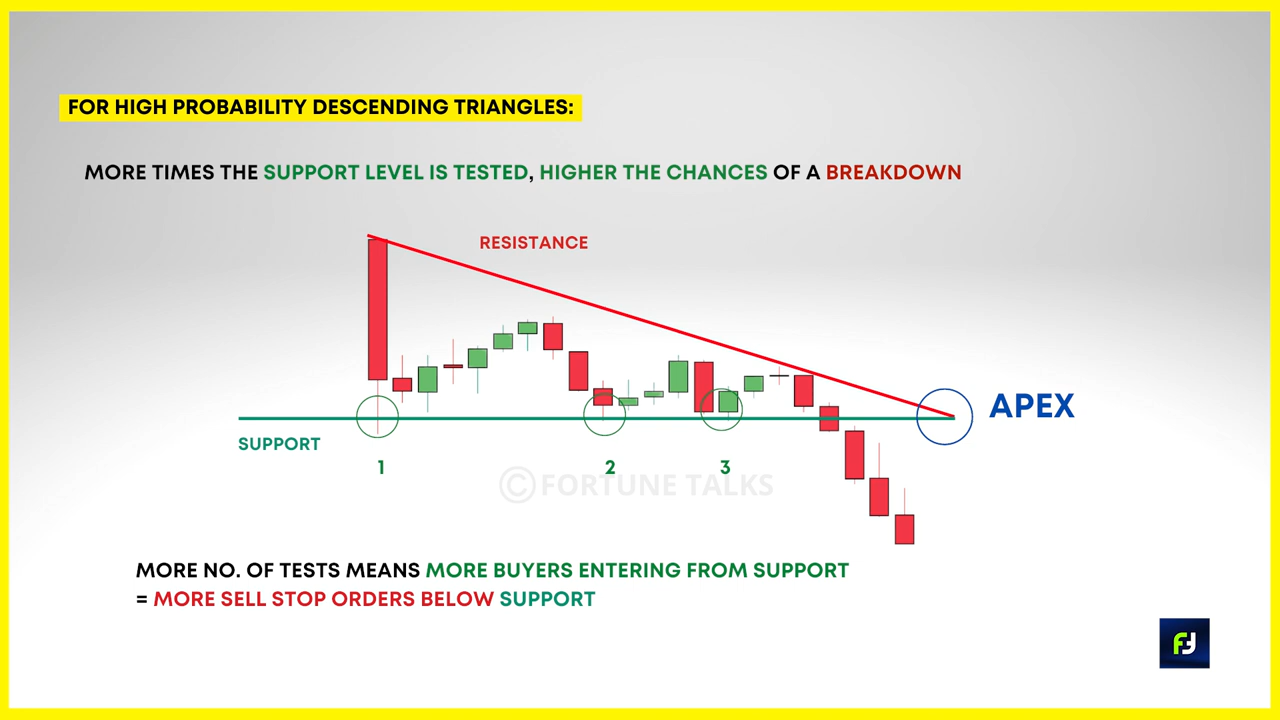 FOR HIGH PROBABILITY DESCENDING TRIANGLES:
MORE TIMES THE SUPPORT LEVEL IS TESTED, HIGHER THE CHANCES OF A BREAKDOWN
RESISTANCE
APEX
SUPPORT
1
2
3
© FORTUNE TALKS
MORE NO. OF TESTS MEANS MORE BUYERS ENTERING FROM SUPPORT
= MORE SELL STOP ORDERS BELOW SUPPORT